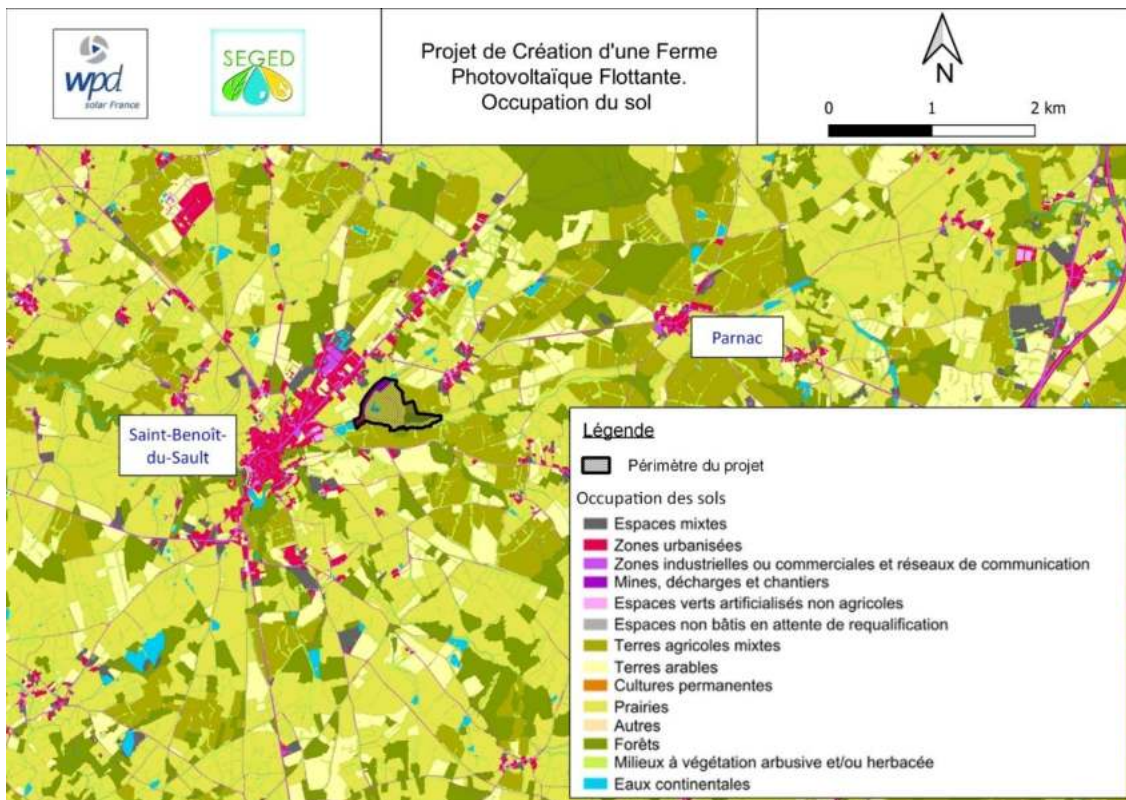 wpd
solar France
SEGED
Projet de Création d'une Ferme
Photovoltaïque Flottante.
Occupation du sol
N
0 1 2 km
Parnac
Saint-Benoît-
du-Sault
Légende
Périmètre du projet
Occupation des sols
Espaces mixtes
Zones urbanisées
Zones industrielles ou commerciales et réseaux de communication
Mines, décharges et chantiers
Espaces verts artificialisés non agricoles
Espaces non bâtis en attente de requalification
Terres agricoles mixtes
Terres arables
Cultures permanentes
Prairies
Autres
Forêts
Milieux à végétation arbusive et/ou herbacée
Eaux continentales